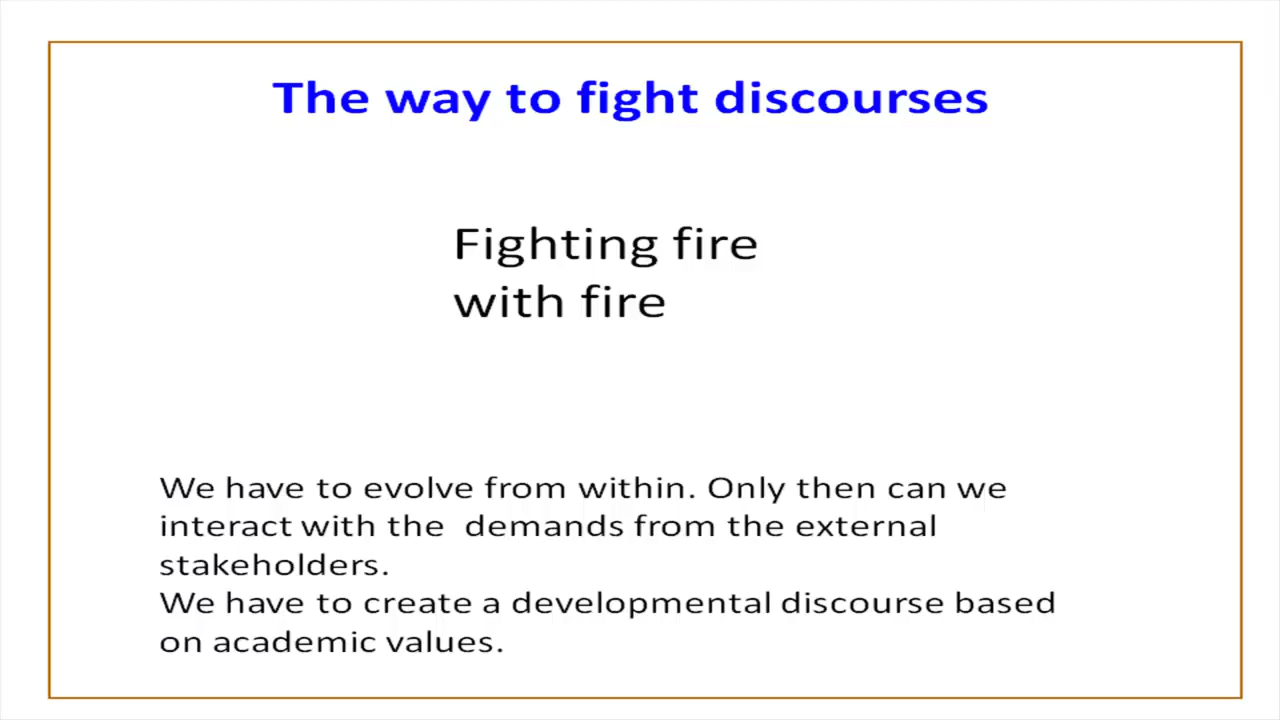 The way to fight discourses
Fighting fire
with fire
We have to evolve from within. Only then can we
interact with the  demands from the external
stakeholders.
We have to create a developmental discourse based
on academic values.